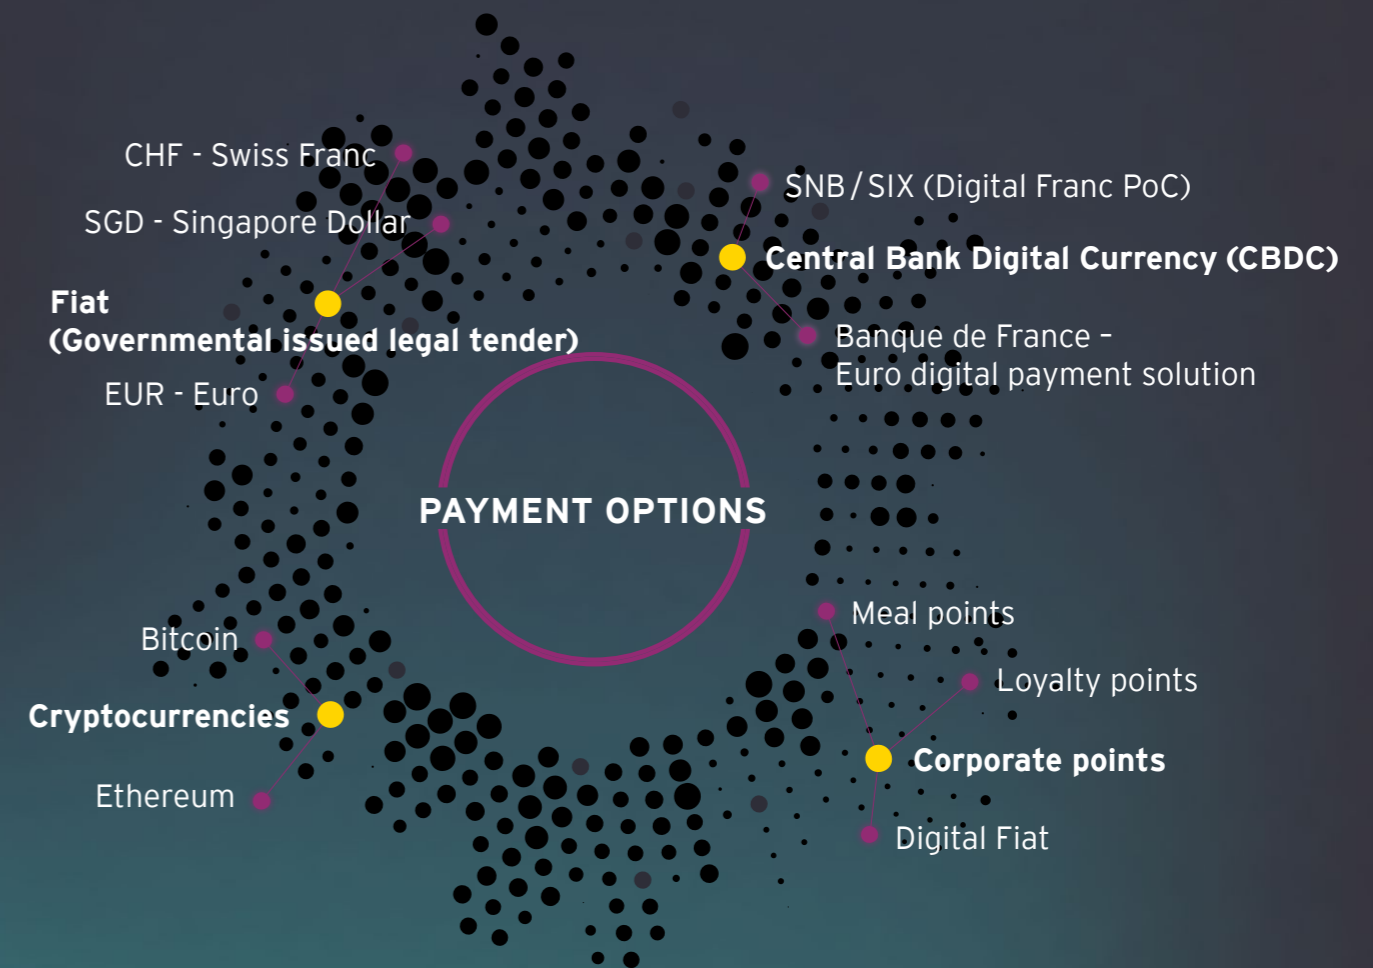 CHF - Swiss Franc
SGD - Singapore Dollar
Fiat
(Governmental issued legal tender)
EUR - Euro
SNB / SIX (Digital Franc PoC)
Central Bank Digital Currency (CBDC)
Banque de France –
Euro digital payment solution
PAYMENT OPTIONS
Bitcoin
Cryptocurrencies
Ethereum
Meal points
Loyalty points
Corporate points
Digital Fiat